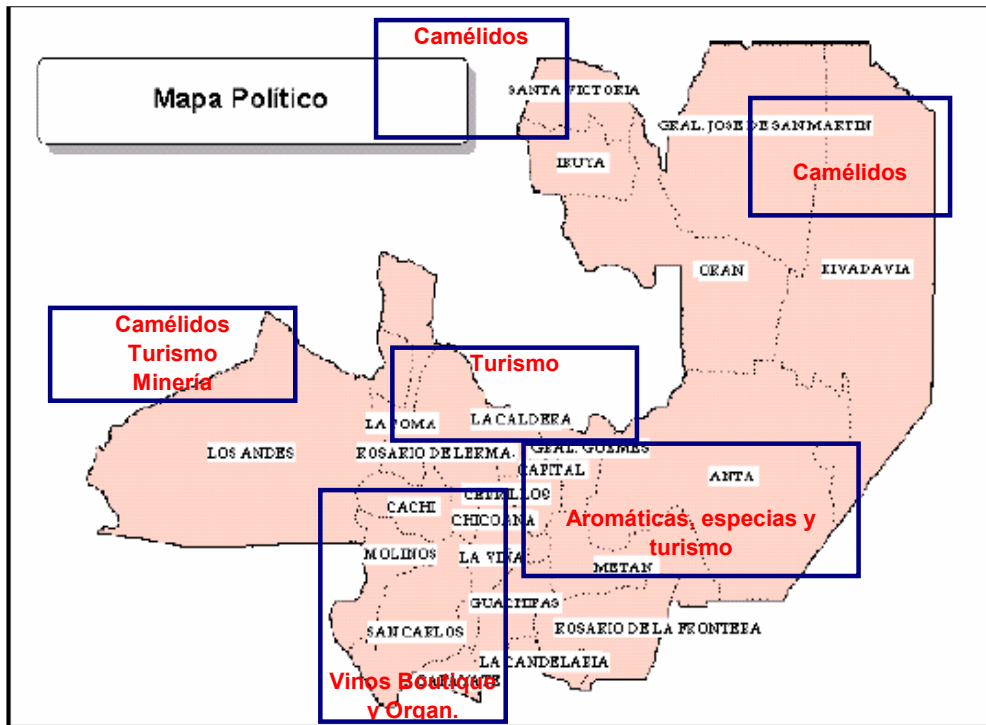 Camélidos
Mapa Político
SANTA VICTORIA
GRAL. JOSE DE SAN MARTIN
IRUYA
Camélidos
ORAN
RIVADAVIA
Camélidos
Turismo
Minería
Turismo
LA POMA
LA CALDERA
LOS ANDES
ROSARIO DE LERMA.
GRAL. GUEMES
CAPITAL
ANTA
CERRILLOS
CACHI
CHICOANA
Aromáticas, especias y
turismo
MOLINOS
LA VIÑA
METAN
GUACHIPAS
SAN CARLOS
ROSARIO DE LA FRONTERA
LA CANDELARIA
CAFAYATE
Vinos Boutique
y Organ.